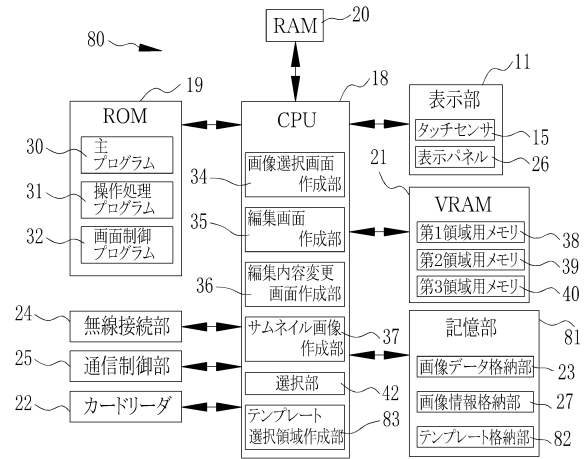 80
RAM
20
19
ROM
30
主
プログラム
31
操作処理
プログラム
32
画面制御
プログラム
24
無線接続部
25
通信制御部
22
カードリーダ
18
CPU
34
画像選択画面
作成部
35
編集画面
作成部
36
編集内容変更
画面作成部
サムネイル画像
作成部
37
選択部
42
テンプレート
選択領域作成部
83
11
表示部
タッチセンサ
15
表示パネル
26
21
VRAM
第1領域用メモリ
38
第2領域用メモリ
39
第3領域用メモリ
40
記憶部
81
画像データ格納部
23
画像情報格納部
27
テンプレート格納部
82